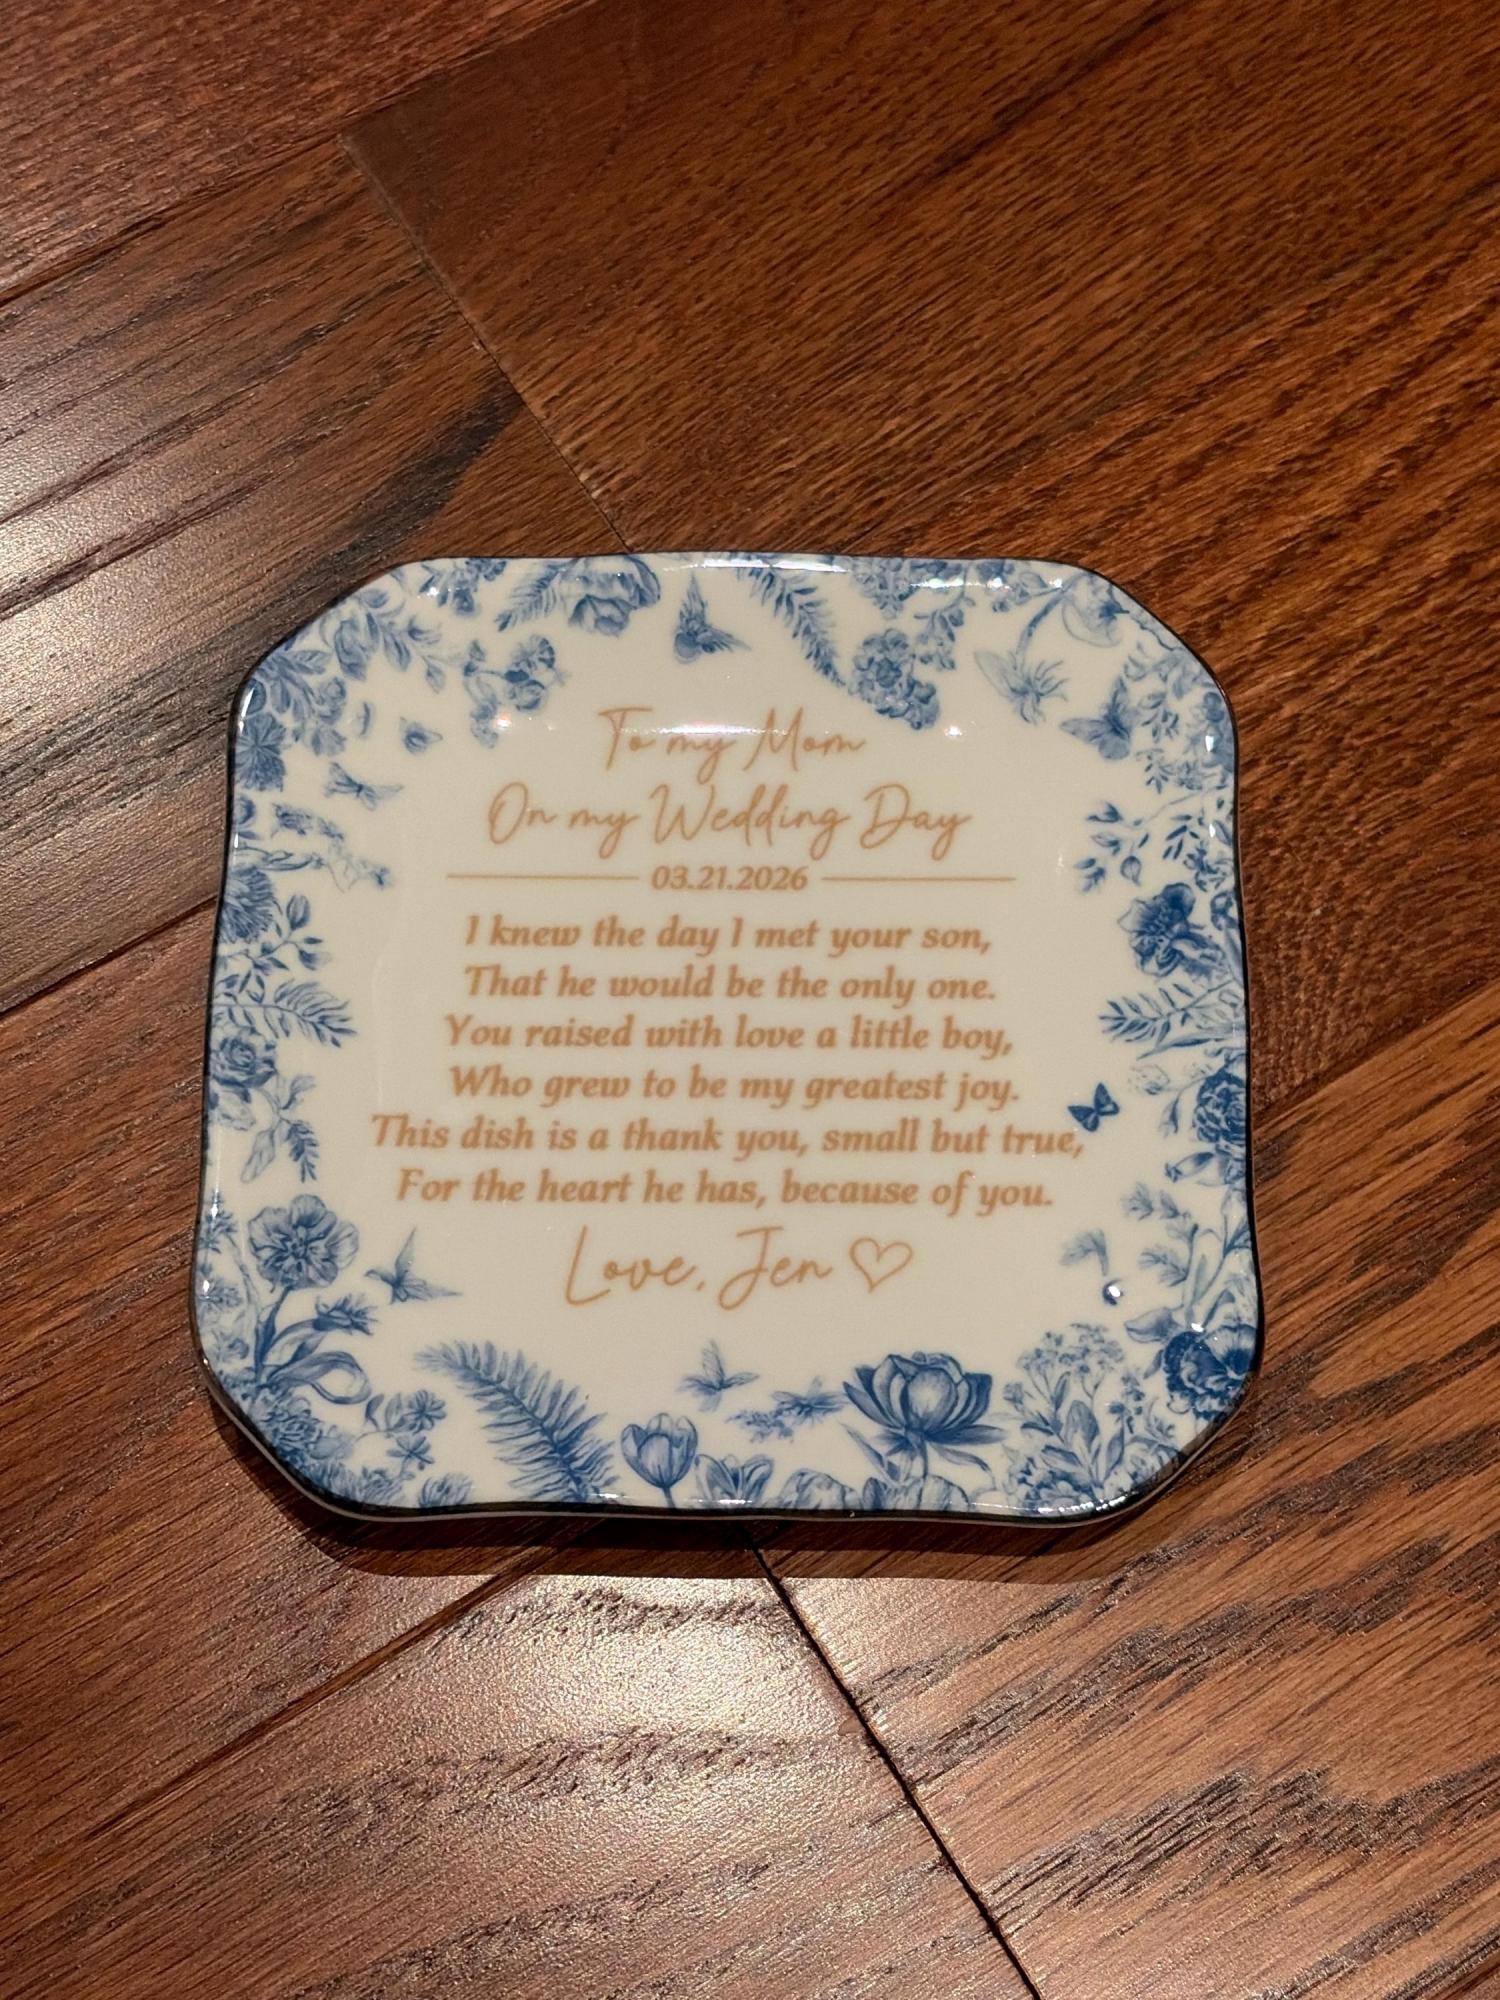 To my Mom
On my Wedding Day
03.21.2026
I knew the day I met your son,
That he would be the only one.
You raised with love a little boy,
Who grew to be my greatest joy.
This dish is a thank you, small but true,
For the heart he has, because of you.
Love, Jen ♡